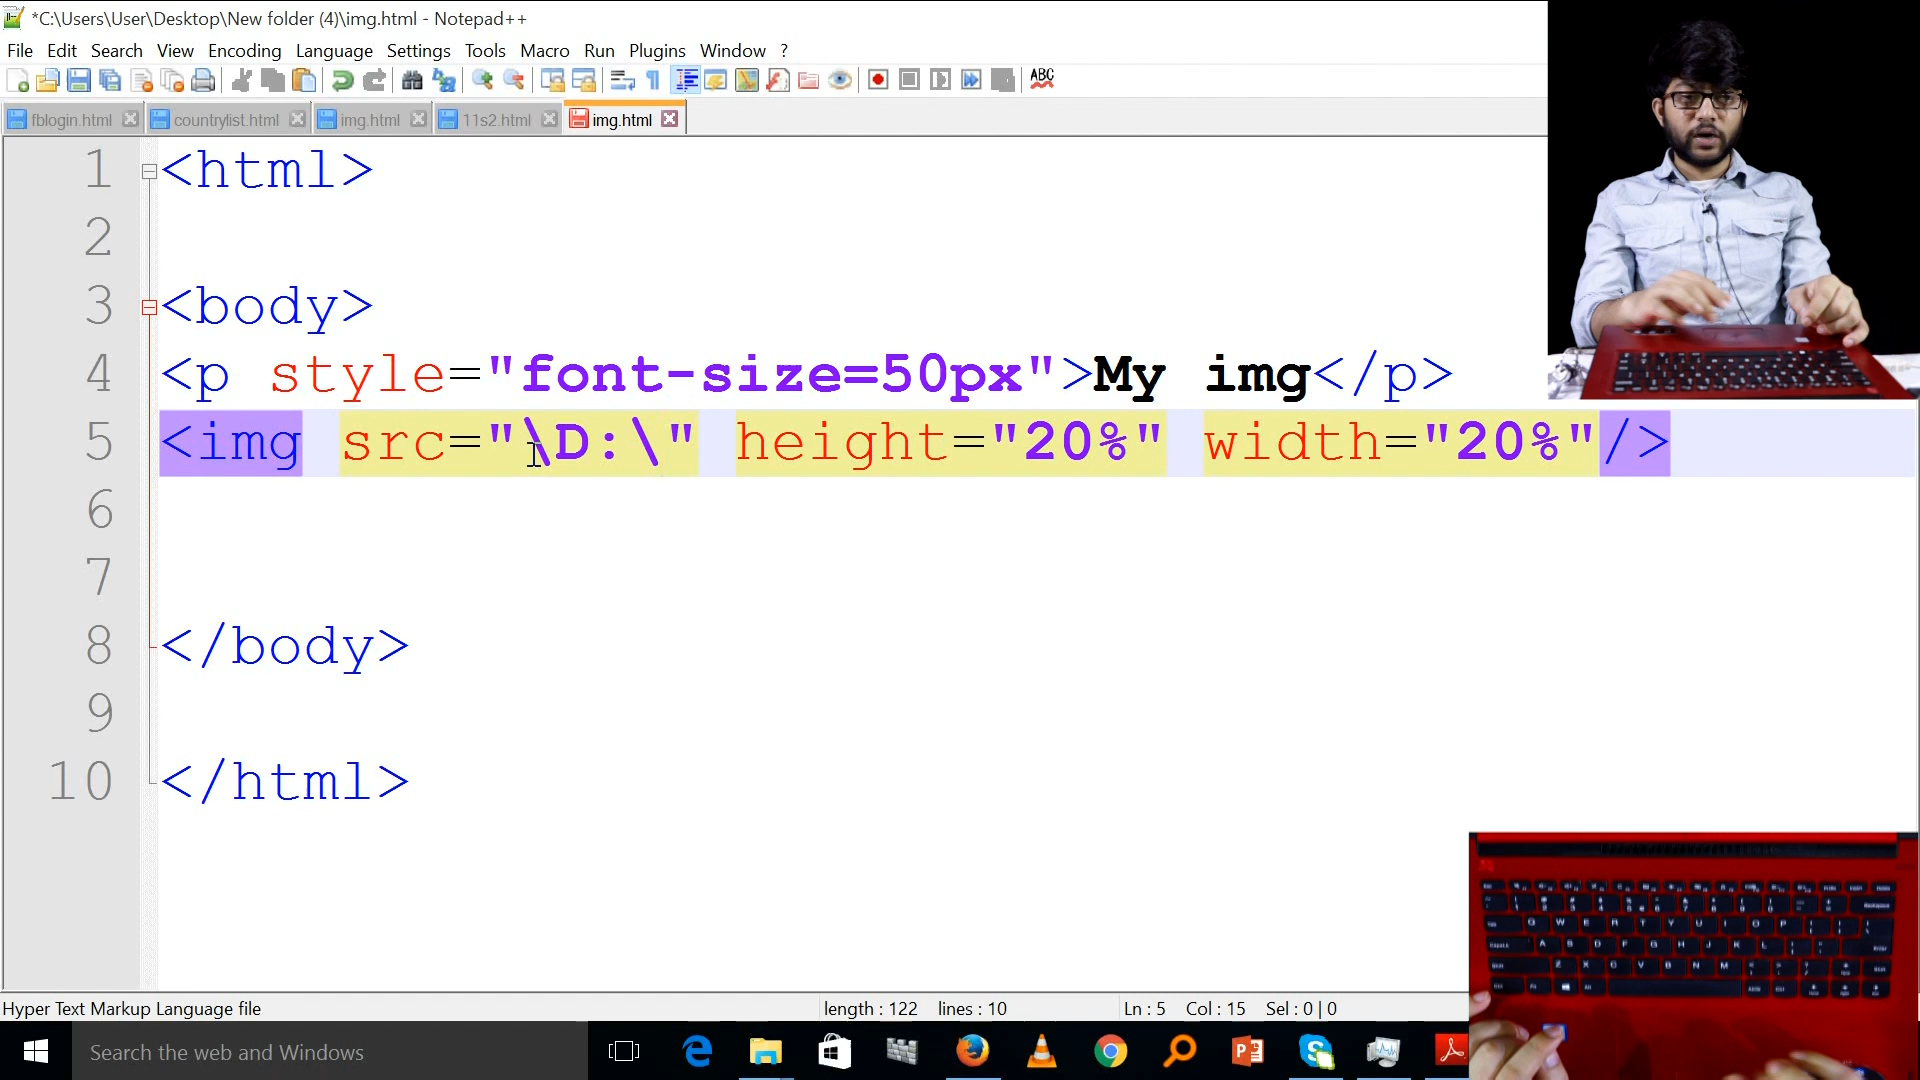 *C:\Users\User\Desktop\New folder (4)\img.html - Notepad++
File Edit Search View Encoding Language Settings Tools Macro Run Plugins Window ?
ABC
fblogin.html countrylist.html img.html 11s2.html img.html
1 <html>
2
3 <body>
4 <p style="font-size=50px">My img</p>
5 <img src="\D:\" height="20%" width="20%"/>
6
7
8 </body>
9
10 </html>
Hyper Text Markup Language file length : 122 lines : 10 Ln : 5 Col : 15 Sel : 0 | 0
Search the web and Windows